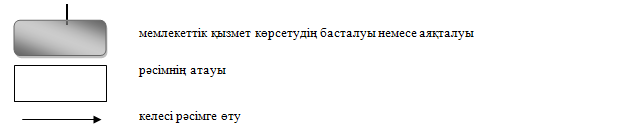 мемлекеттік қызмет көрсетудің басталуы немесе аяқталуы
рәсімнің атауы
келесі рәсімге өту